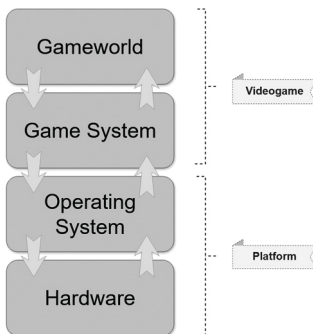 Gameworld
Videogame
Game System
Operating
System
Platform
Hardware